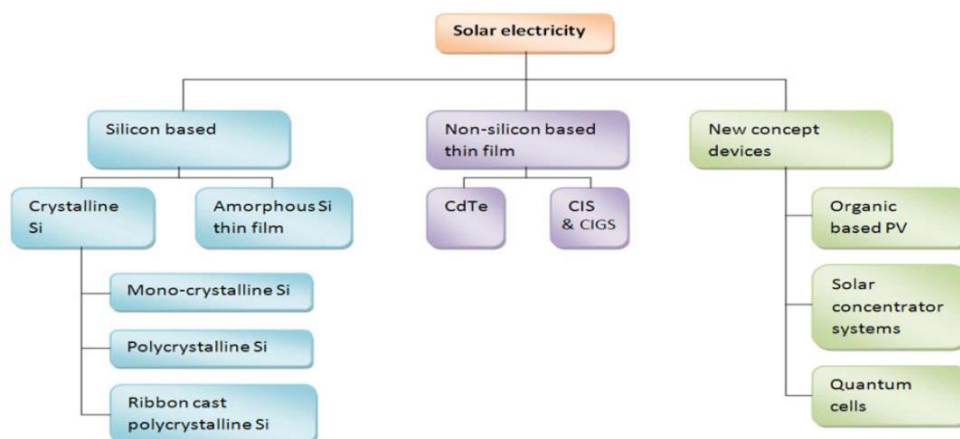 Solar electricity
Silicon based
Non-silicon based
thin film
New concept
devices
Crystalline
Si
Amorphous Si
thin film
CdTe
CIS
& CIGS
Organic
based PV
Mono-crystalline Si
Solar
concentrator
systems
Polycrystalline Si
Quantum
cells
Ribbon cast
polycrystalline Si